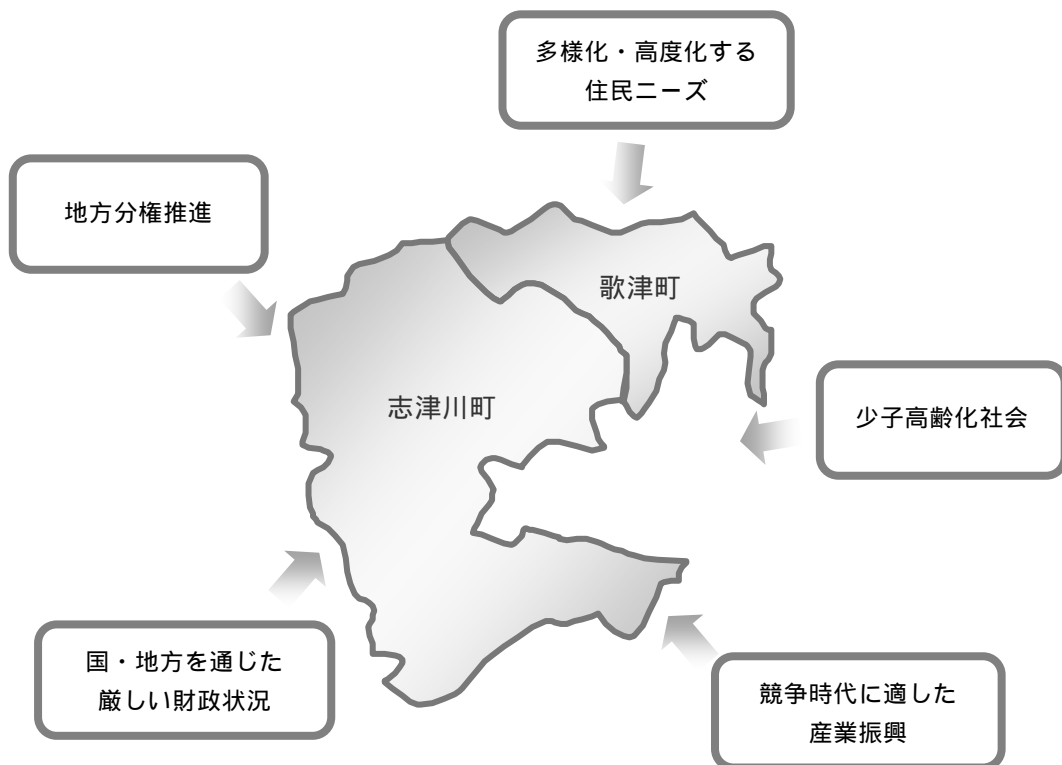 多様化・高度化する
住民ニーズ
地方分権推進
歌津町
志津川町
少子高齢化社会
国・地方を通じた
厳しい財政状況
競争時代に適した
産業振興